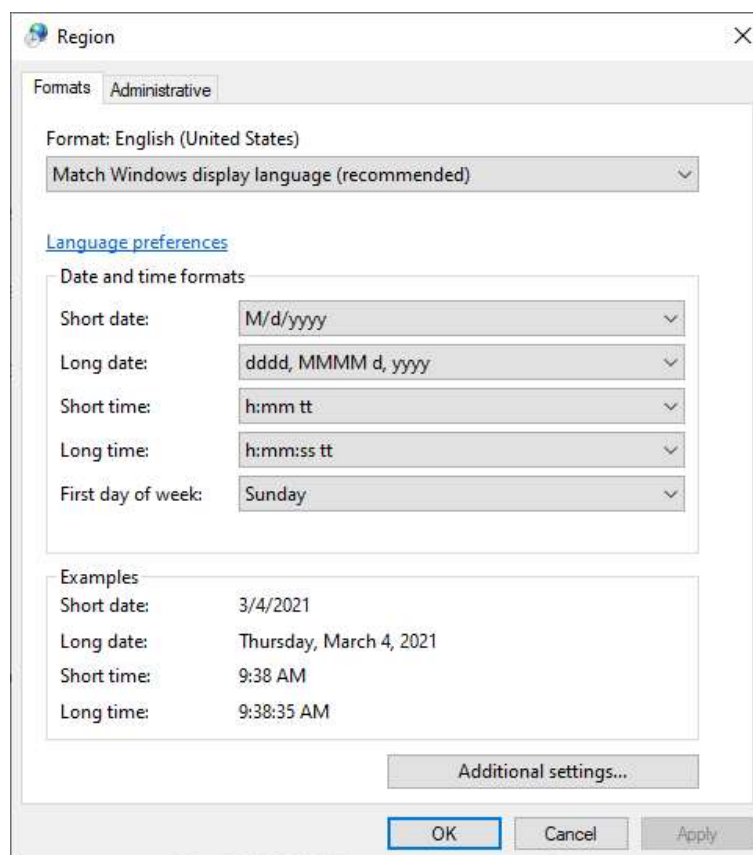 Region
Formats Administrative
Format: English (United States)
Match Windows display language (recommended)
Language preferences
Date and time formats
Short date: M/d/yyyy
Long date: dddd, MMMM d, yyyy
Short time: h:mm tt
Long time: h:mm:ss tt
First day of week: Sunday
Examples
Short date: 3/4/2021
Long date: Thursday, March 4, 2021
Short time: 9:38 AM
Long time: 9:38:35 AM
Additional settings...
OK Cancel Apply